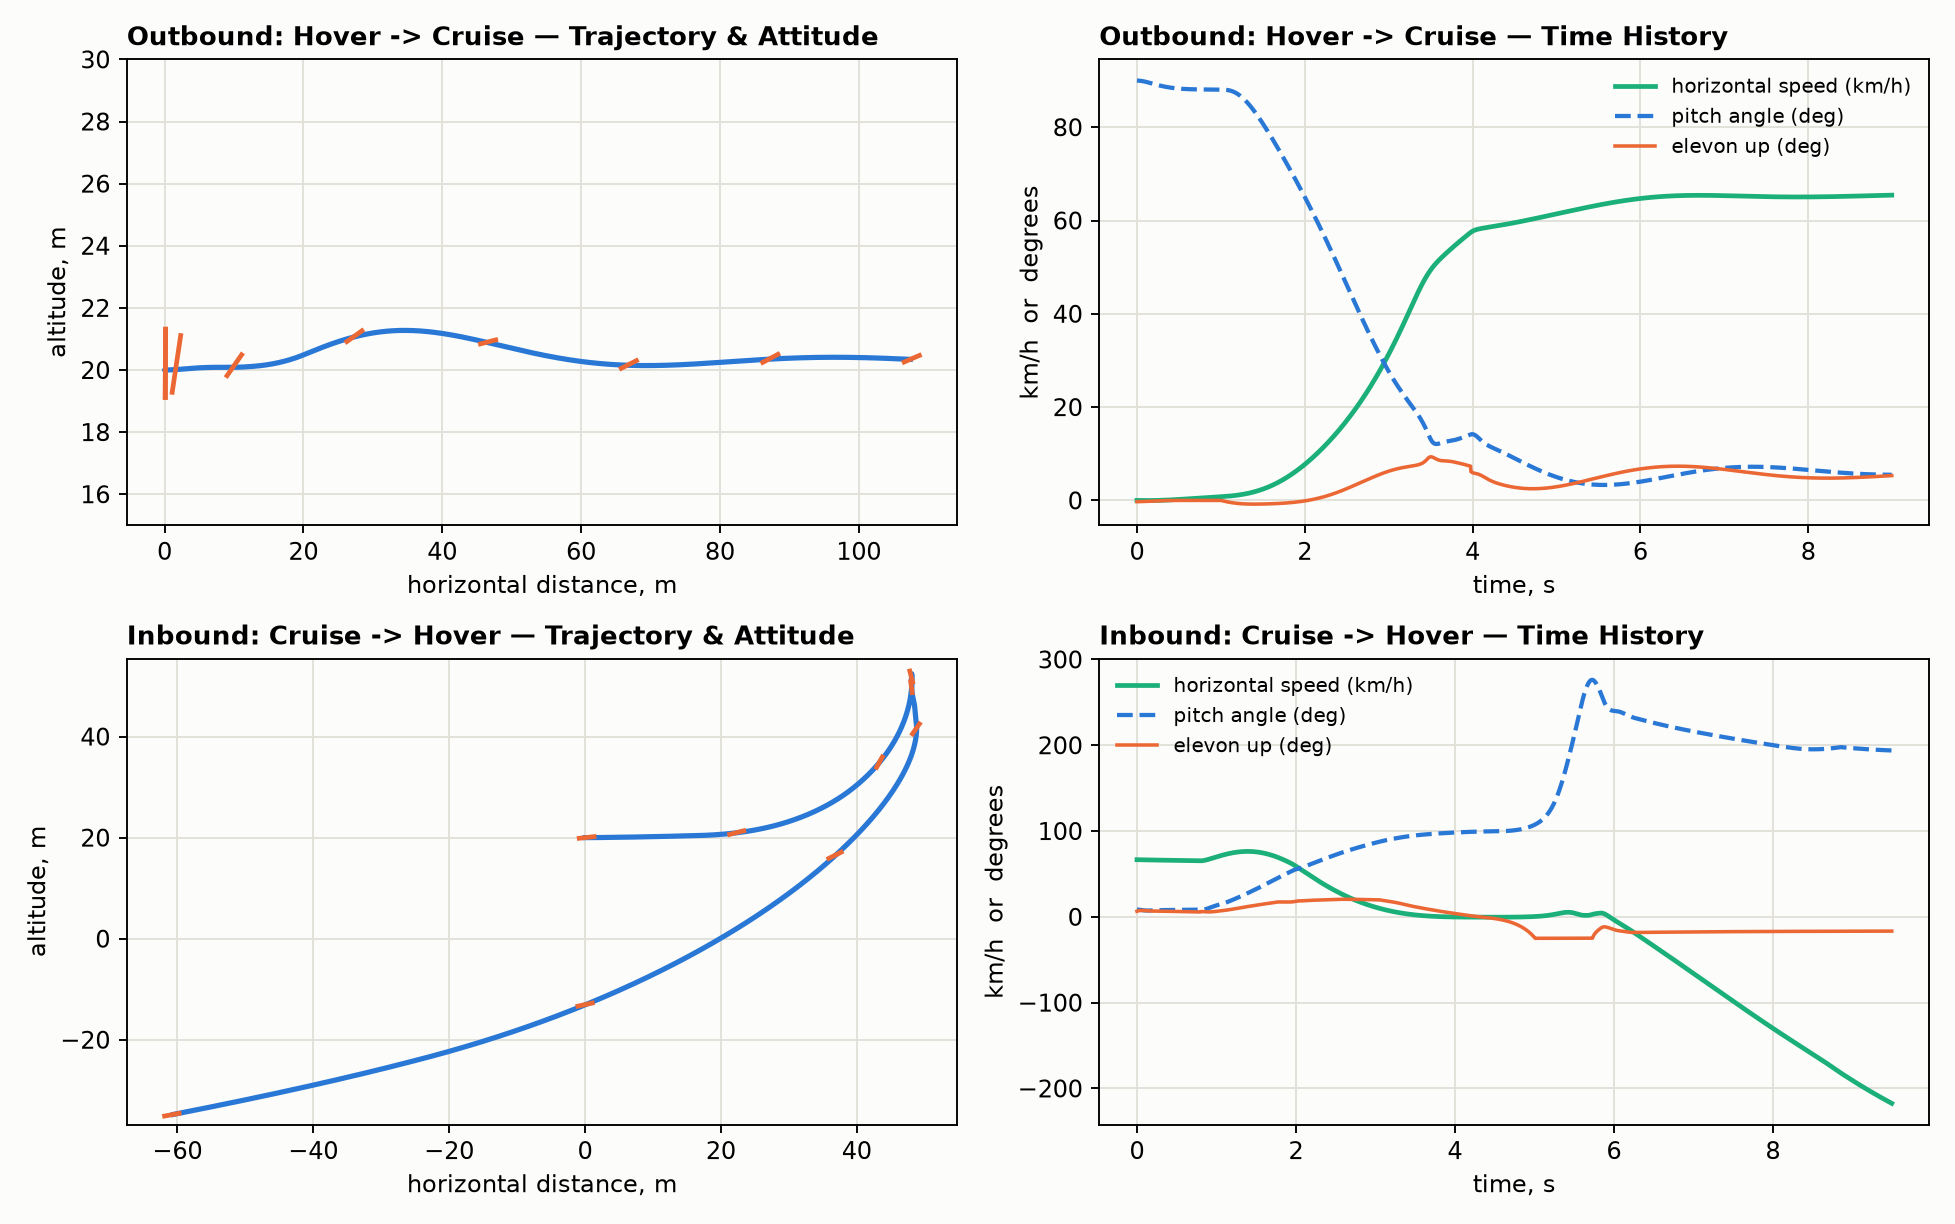 Outbound: Hover -> Cruise — Trajectory & Attitude
30
28
26
24
22
20
18
16
altitude, m
0 20 40 60 80 100
horizontal distance, m
Outbound: Hover -> Cruise — Time History
horizontal speed (km/h)
pitch angle (deg)
elevon up (deg)
80
60
40
20
0
km/h or degrees
0 2 4 6 8
time, s
Inbound: Cruise -> Hover — Trajectory & Attitude
40
20
0
−20
altitude, m
−60 −40 −20 0 20 40
horizontal distance, m
Inbound: Cruise -> Hover — Time History
horizontal speed (km/h)
pitch angle (deg)
elevon up (deg)
300
200
100
0
−100
−200
km/h or degrees
0 2 4 6 8
time, s